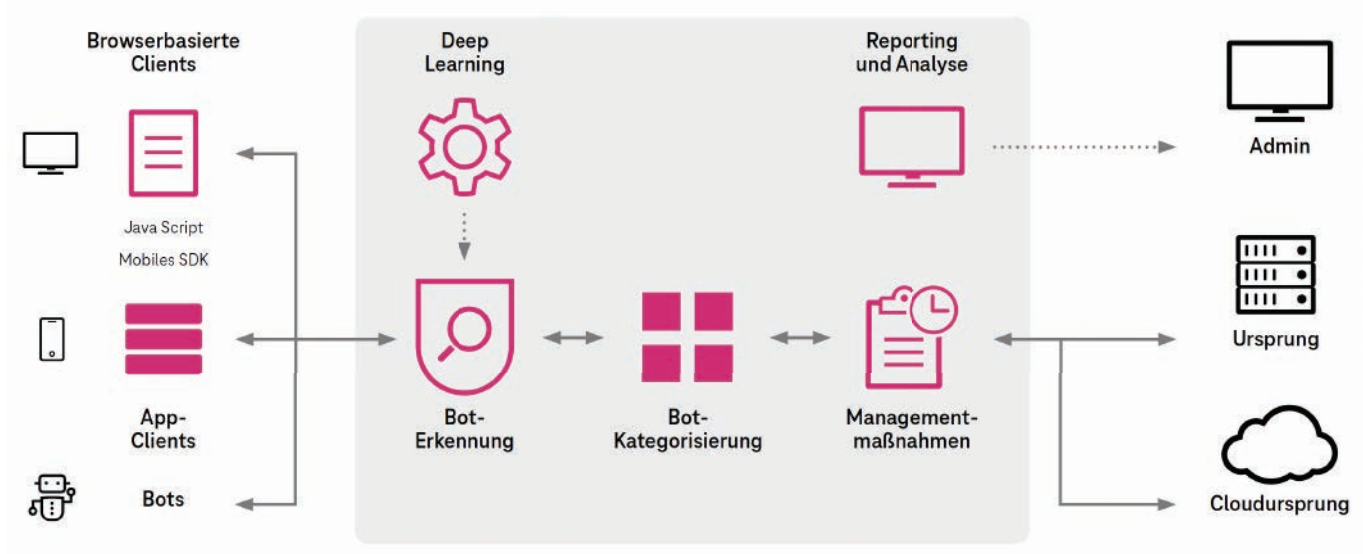 Browserbasierte
Clients
Java Script
Mobiles SDK
App-
Clients
Bots
Deep
Learning
Bot-
Erkennung
Bot-
Kategorisierung
Reporting
und Analyse
Management-
maßnahmen
Admin
Ursprung
Cloudursprung